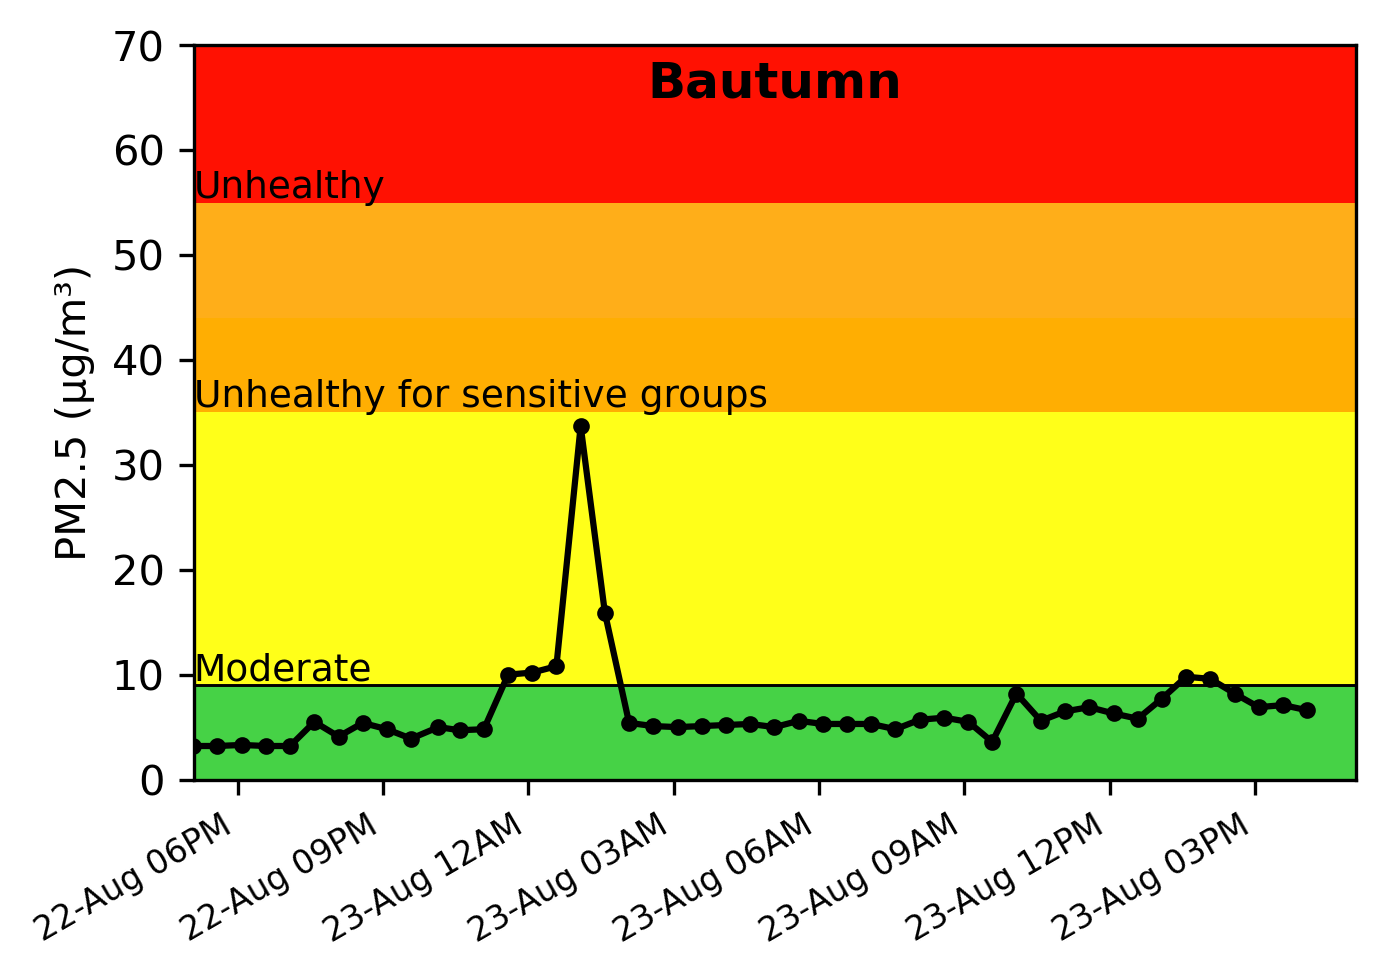 Bautumn
70
60
Unhealthy
50
40
Unhealthy for sensitive groups
30
20
Moderate
10
0
PM2.5 (µg/m³)
22-Aug 06PM
22-Aug 09PM
23-Aug 12AM
23-Aug 03AM
23-Aug 06AM
23-Aug 09AM
23-Aug 12PM
23-Aug 03PM